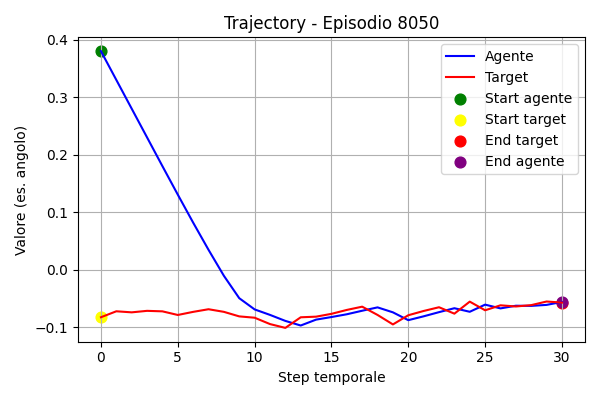 Trajectory - Episodio 8050
Valore (es. angolo)
0.4
0.3
0.2
0.1
0.0
−0.1
0
5
10
15
20
25
30
Step temporale
Agente
Target
Start agente
Start target
End target
End agente